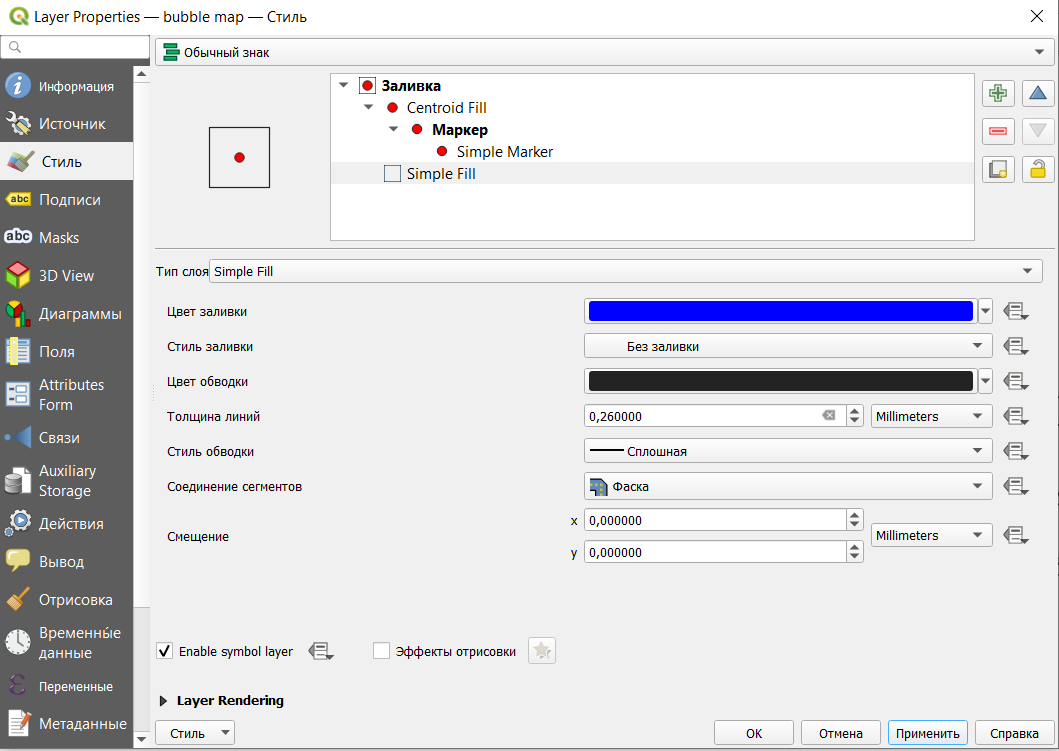 Layer Properties — bubble map — Стиль
Обычный знак
Информация
Источник
Стиль
abc Подписи
abc Masks
3D View
Диаграммы
Поля
Attributes
Form
Связи
Auxiliary
Storage
Действия
Вывод
Отрисовка
Временны́е
данные
Переменные
Метаданные
Заливка
Centroid Fill
Маркер
Simple Marker
Simple Fill
Тип слоя Simple Fill
Цвет заливки
Стиль заливки Без заливки
Цвет обводки
Толщина линий 0,260000 Millimeters
Стиль обводки Сплошная
Соединение сегментов Фаска
Смещение x 0,000000 Millimeters
y 0,000000
Enable symbol layer Эффекты отрисовки
Layer Rendering
Стиль OK Отмена Применить Справка